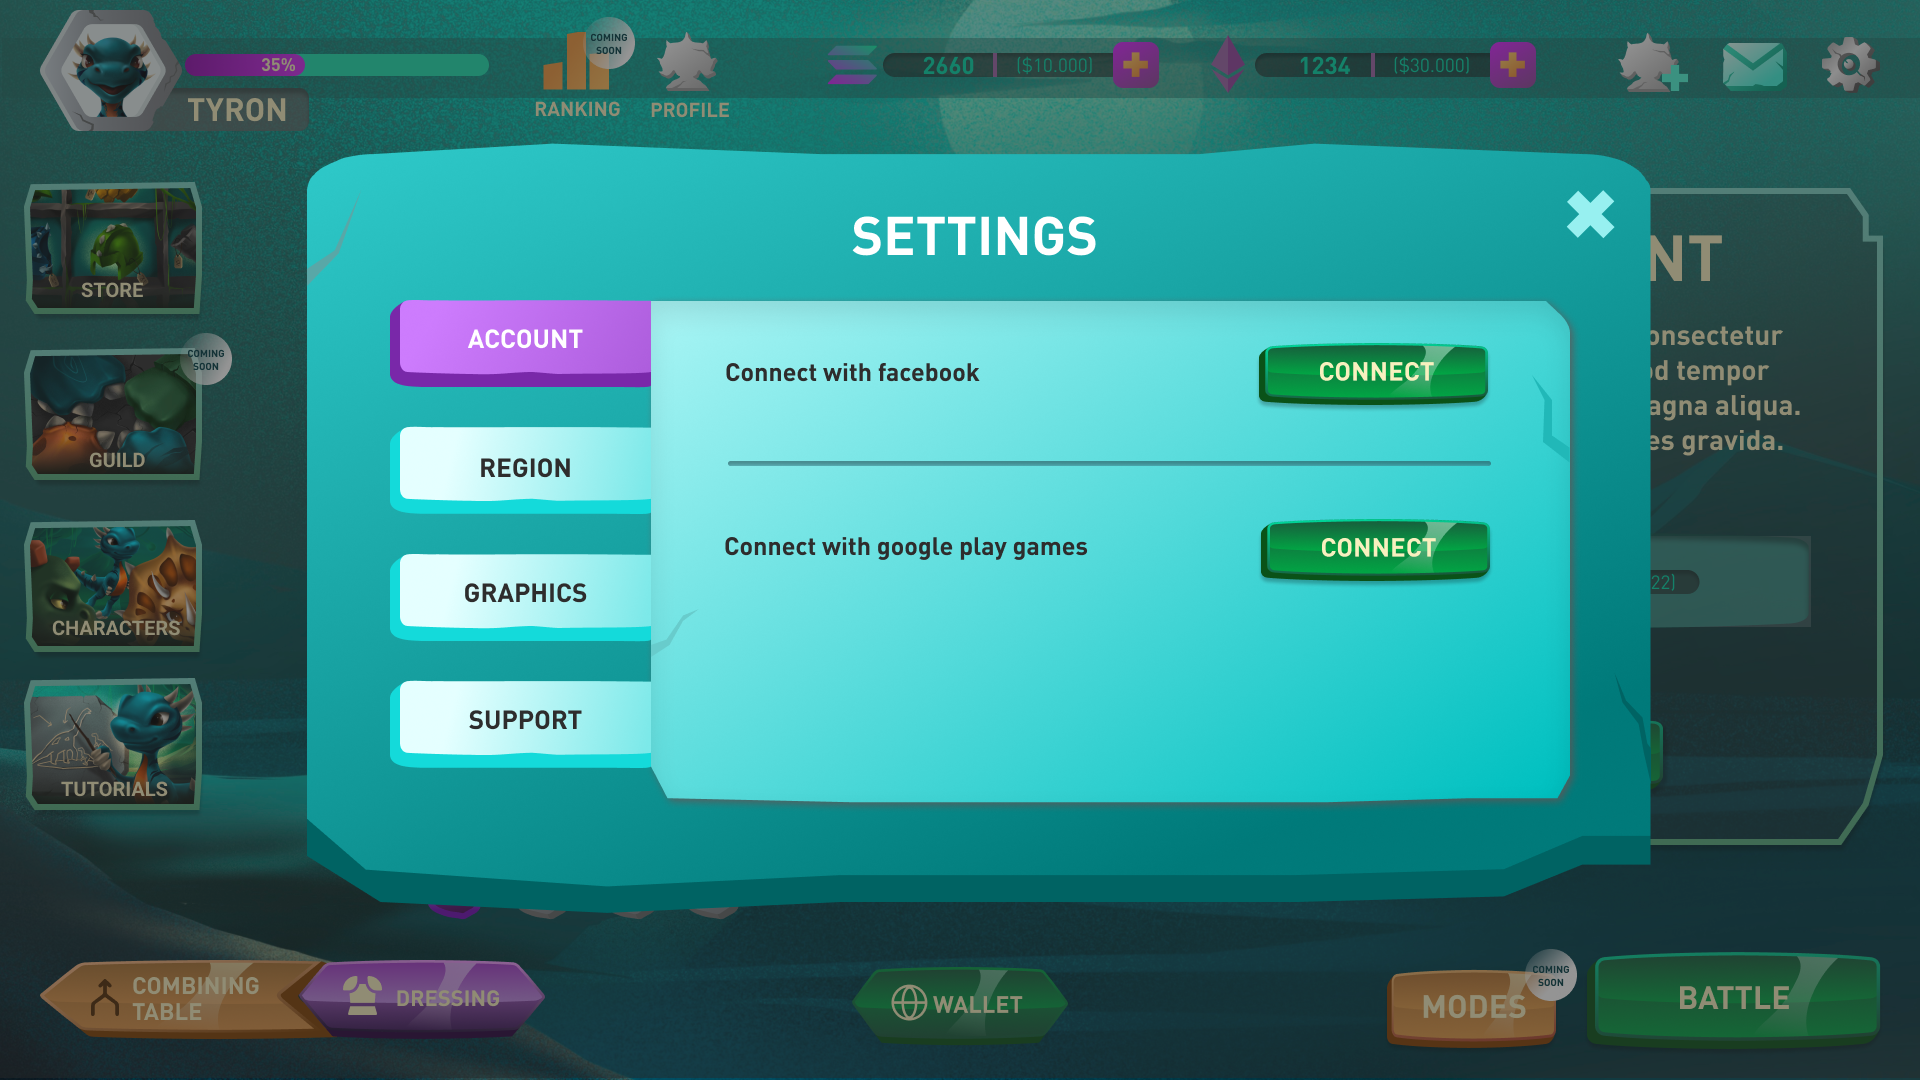 35%
TYRON
COMING
SOON
RANKING
PROFILE
2660
($10.000)
1234
($30.000)
STORE
COMING
SOON
GUILD
CHARACTERS
TUTORIALS
SETTINGS
ACCOUNT
REGION
GRAPHICS
SUPPORT
Connect with facebook
CONNECT
Connect with google play games
CONNECT
NT
onsectetur
d tempor
agna aliqua.
es gravida.
22)
COMBINING
TABLE
DRESSING
WALLET
MODES
COMING
SOON
BATTLE